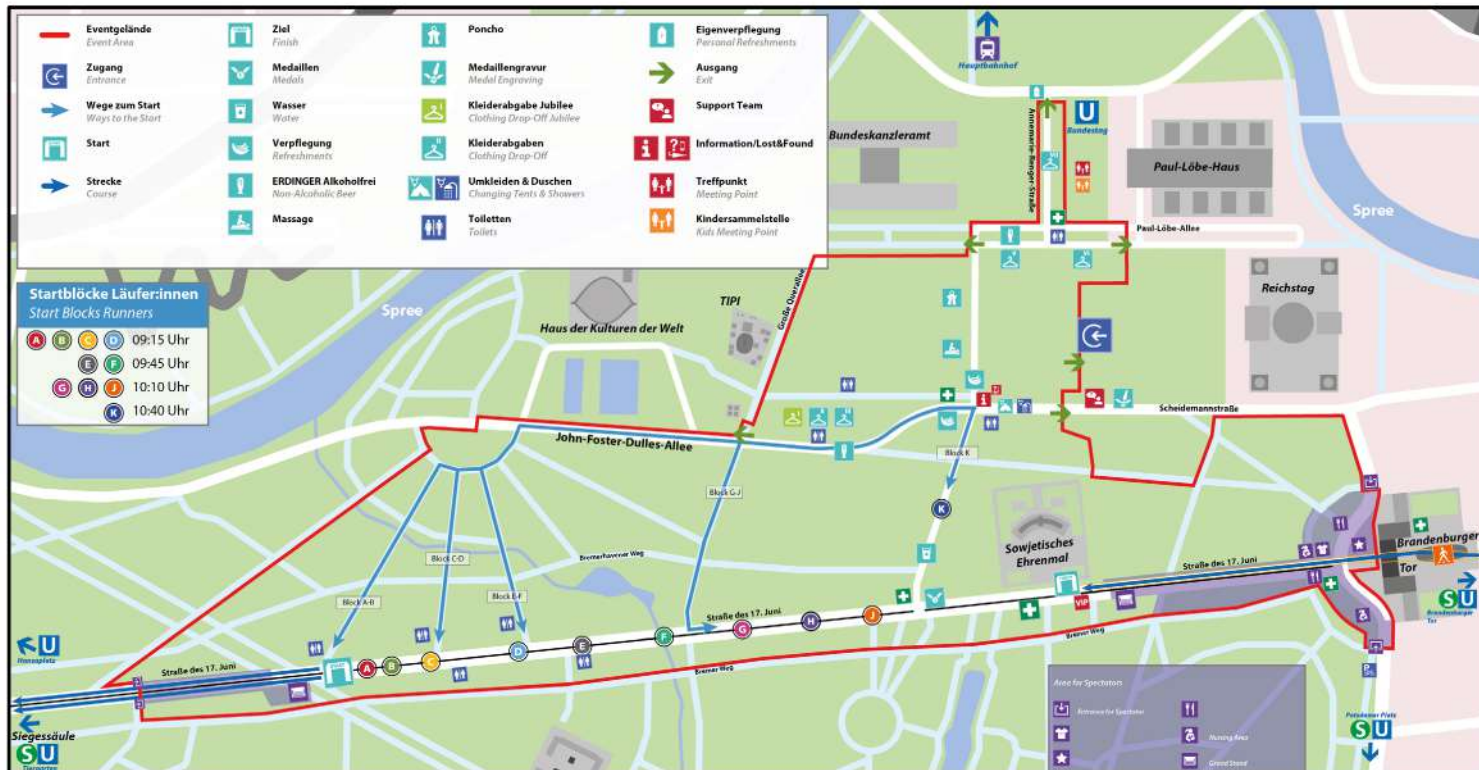 Eventgelände
Event Area
Zugang
Entrance
Wege zum Start
Ways to the Start
Start
Strecke
Course
Ziel
Finish
Medaillen
Medals
Wasser
Water
Verpflegung
Refreshments
ERDINGER Alkoholfrei
Non-Alcoholic Beer
Massage
Poncho
Medaillengravur
Medal Engraving
Kleiderabgabe Jubilee
Clothing Drop-Off Jubilee
Kleiderabgaben
Clothing Drop-Off
Umkleiden & Duschen
Changing Tents & Showers
Toiletten
Toilets
Eigenverpflegung
Personal Refreshments
Ausgang
Exit
Support Team
Information/Lost&Found
Treffpunkt
Meeting Point
Kindersammelstelle
Kids Meeting Point
Startblöcke Läufer:innen
Start Blocks Runners
A B C D 09:15 Uhr
E F 09:45 Uhr
G H J 10:10 Uhr
K 10:40 Uhr
Hauptbahnhof
U
Bundestag
Bundeskanzleramt
Annemarie-Renger-Straße
Paul-Löbe-Haus
Spree
Paul-Löbe-Allee
Reichstag
Spree
Haus der Kulturen der Welt
TIPI
Große Querallee
Scheidemannstraße
John-Foster-Dulles-Allee
Block K
Block G-J
K
Sowjetisches
Ehrenmal
Bremerhavener Weg
Block C-D
Block E-F
Block A-B
Brandenburger
Tor
Straße des 17. Juni
Straße des 17. Juni
VIP
S U
Brandenburger
Tor
A B C D E F G H J
Bremer Weg
Bremer Weg
U
Hansaplatz
Straße des 17. Juni
Siegessäule
S U
Tiergarten
P
Potsdamer Platz
S U
Area for Spectators
Entrance for Spectator
Nursing Area
Grand Stand